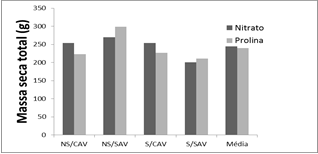 Massa seca total (g)
350
300
250
200
150
100
50
0
Nitrato
Prolina
NS/CAV NS/SAV S/CAV S/SAV Média